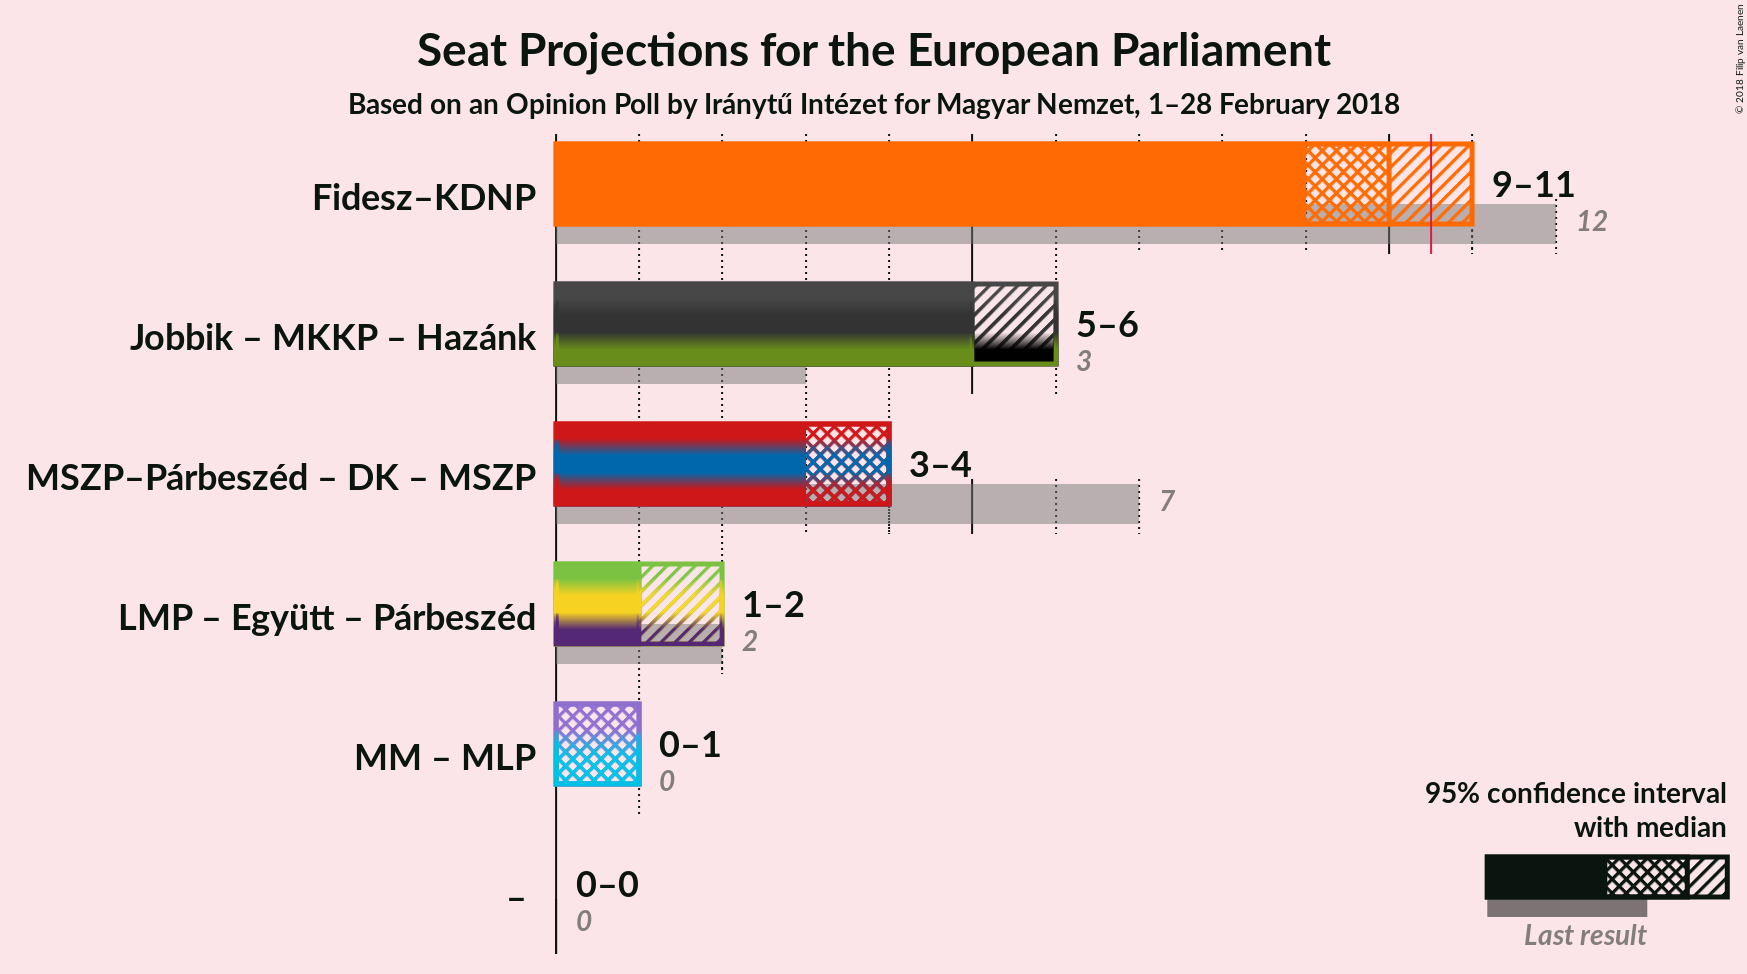 Seat Projections for the European Parliament
Based on an Opinion Poll by Iránytű Intézet for Magyar Nemzet, 1–28 February 2018
© 2018 Filip van Laenen
Fidesz–KDNP
9–11
12
Jobbik – MKKP – Hazánk
5–6
3
MSZP–Párbeszéd – DK – MSZP
3–4
7
LMP – Együtt – Párbeszéd
1–2
2
MM – MLP
0–1
0
–
0–0
0
95% confidence interval
with median
Last result